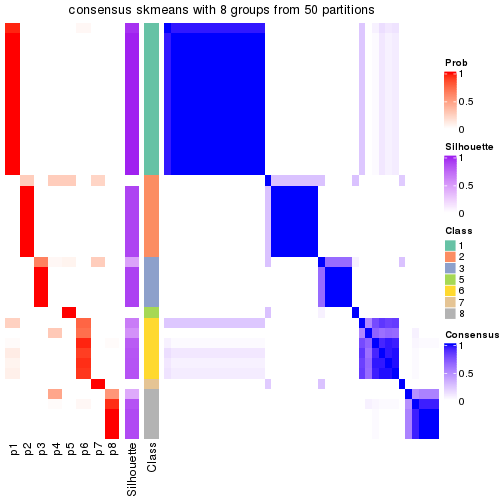 consensus skmeans with 8 groups from 50 partitions
Prob
1
0.5
0
Silhouette
1
0.5
0
Class
1
2
3
5
6
7
8
Consensus
1
0.5
0
p1
p2
p3
p4
p5
p6
p7
p8
Silhouette
Class